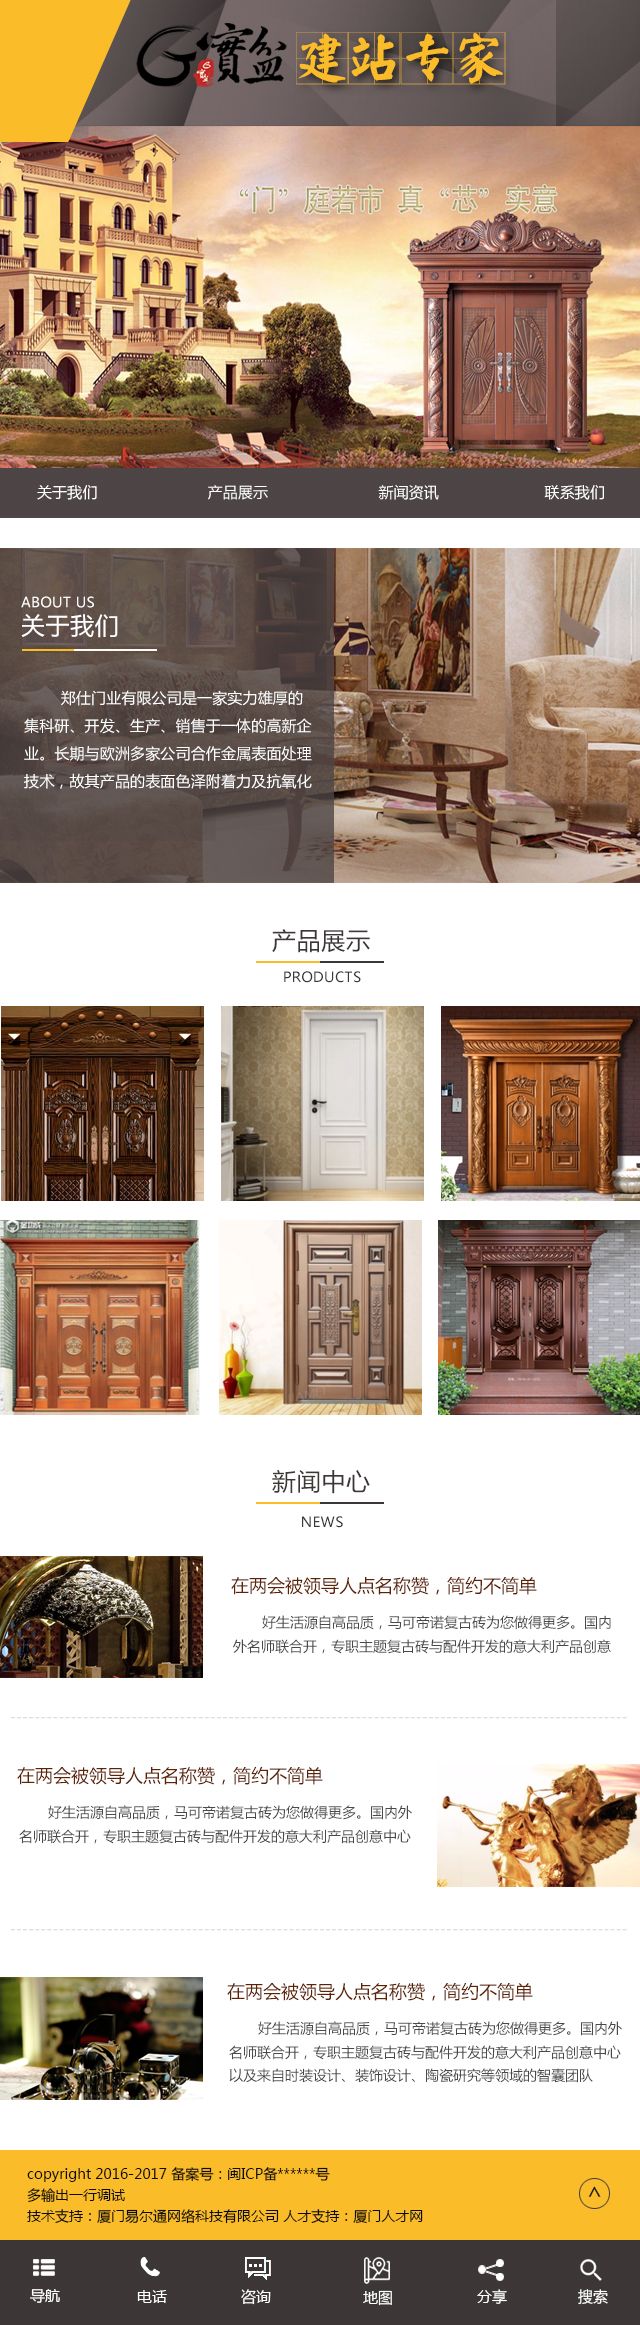 G寶盆 建站专家
“门”庭若市 真“芯”实意
关于我们 产品展示 新闻资讯 联系我们
ABOUT US
关于我们
郑仕门业有限公司是一家实力雄厚的
集科研、开发、生产、销售于一体的高新企
业。长期与欧洲多家公司合作金属表面处理
技术，故其产品的表面色泽附着力及抗氧化
产品展示
PRODUCTS
新闻中心
NEWS
在两会被领导人点名称赞，简约不简单
好生活源自高品质，马可帝诺复古砖为您做得更多。国内
外名师联合开，专职主题复古砖与配件开发的意大利产品创意
在两会被领导人点名称赞，简约不简单
好生活源自高品质，马可帝诺复古砖为您做得更多。国内外
名师联合开，专职主题复古砖与配件开发的意大利产品创意中心
在两会被领导人点名称赞，简约不简单
好生活源自高品质，马可帝诺复古砖为您做得更多。国内外
名师联合开，专职主题复古砖与配件开发的意大利产品创意中心
以及来自时装设计、装饰设计、陶瓷研究等领域的智囊团队
copyright 2016-2017 备案号：闽ICP备******号
多输出一行调试
技术支持：厦门易尔通网络科技有限公司 人才支持：厦门人才网
导航 电话 咨询 地图 分享 搜索